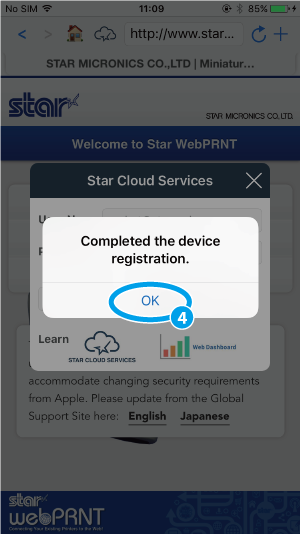 No SIM 11:09 85%
< > http://www.star...
STAR MICRONICS CO.,LTD | Miniatur...
star
STAR MICRONICS CO., LTD.
Welcome to Star WebPRNT
Star Cloud Services
Completed the device
registration.
OK
4
Learn
STAR CLOUD SERVICES
Web Dashboard
accommodate changing security requirements
from Apple. Please update from the Global
Support Site here: English Japanese
star
webPRNT
Connecting Your Existing Printers to the Web!